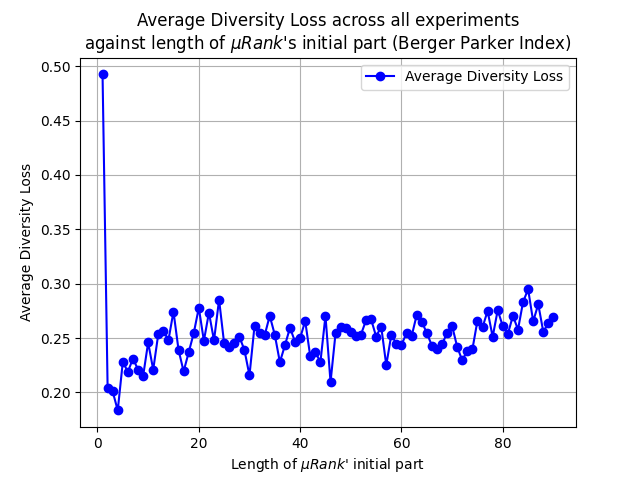 Average Diversity Loss across all experiments
against length of μRank's initial part (Berger Parker Index)
Average Diversity Loss
0.50
0.45
0.40
0.35
0.30
0.25
0.20
Average Diversity Loss
0 20 40 60 80
Length of μRank' initial part